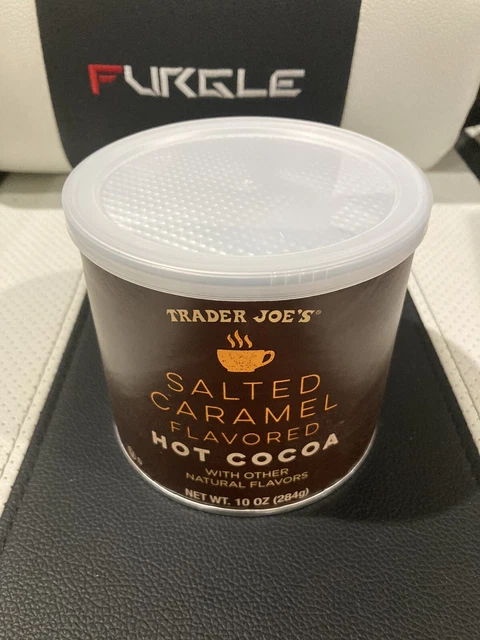 FURGLE
TRADER JOE'S®
SALTED
CARAMEL
FLAVORED
HOT COCOA
WITH OTHER
NATURAL FLAVORS
NET WT. 10 OZ (284g)